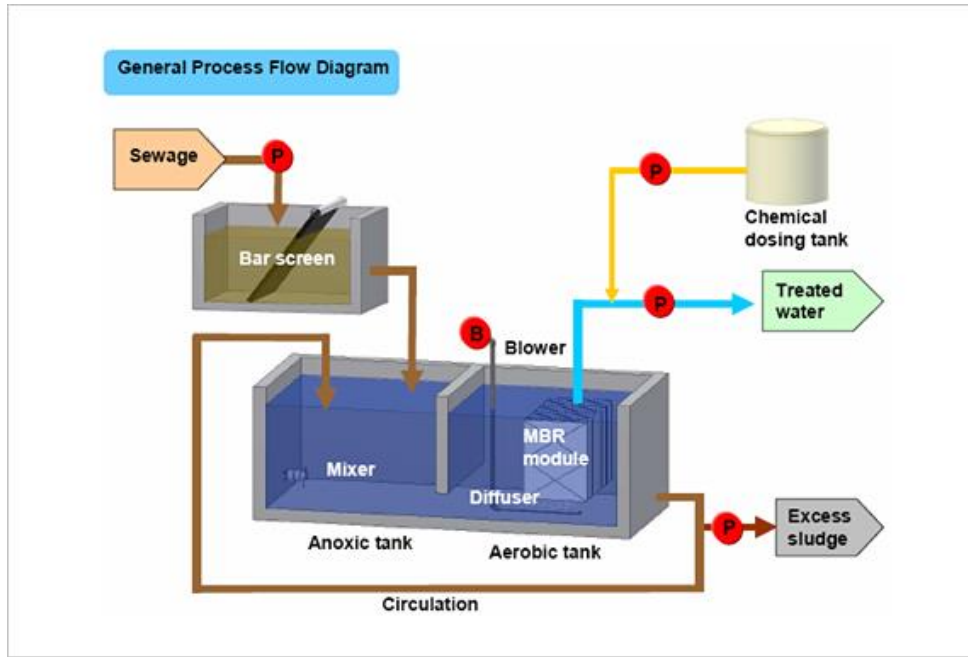 General Process Flow Diagram
Sewage
P
P
Chemical
dosing tank
Bar screen
P
Treated
water
B
Blower
MBR
module
Mixer
Diffuser
P
Excess
sludge
Anoxic tank
Aerobic tank
Circulation